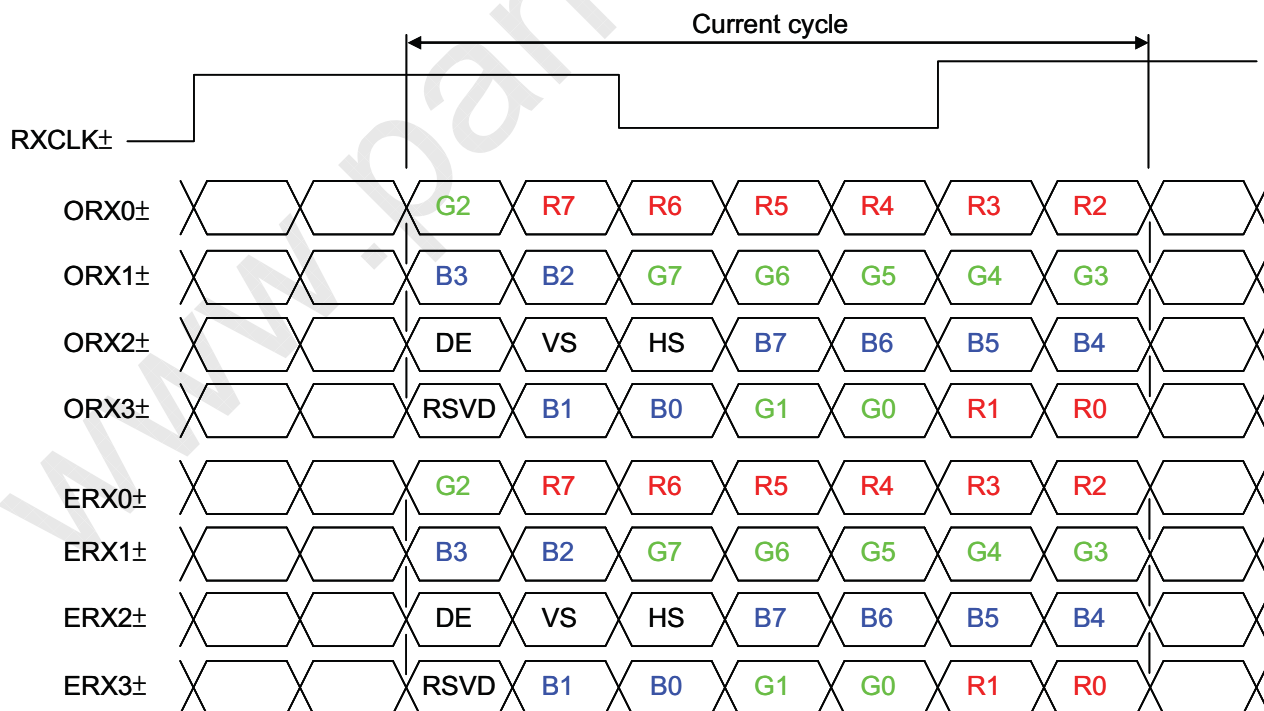 Current cycle
RXCLK±
ORX0± G2 R7 R6 R5 R4 R3 R2
ORX1± B3 B2 G7 G6 G5 G4 G3
ORX2± DE VS HS B7 B6 B5 B4
ORX3± RSVD B1 B0 G1 G0 R1 R0
ERX0± G2 R7 R6 R5 R4 R3 R2
ERX1± B3 B2 G7 G6 G5 G4 G3
ERX2± DE VS HS B7 B6 B5 B4
ERX3± RSVD B1 B0 G1 G0 R1 R0
www.pan